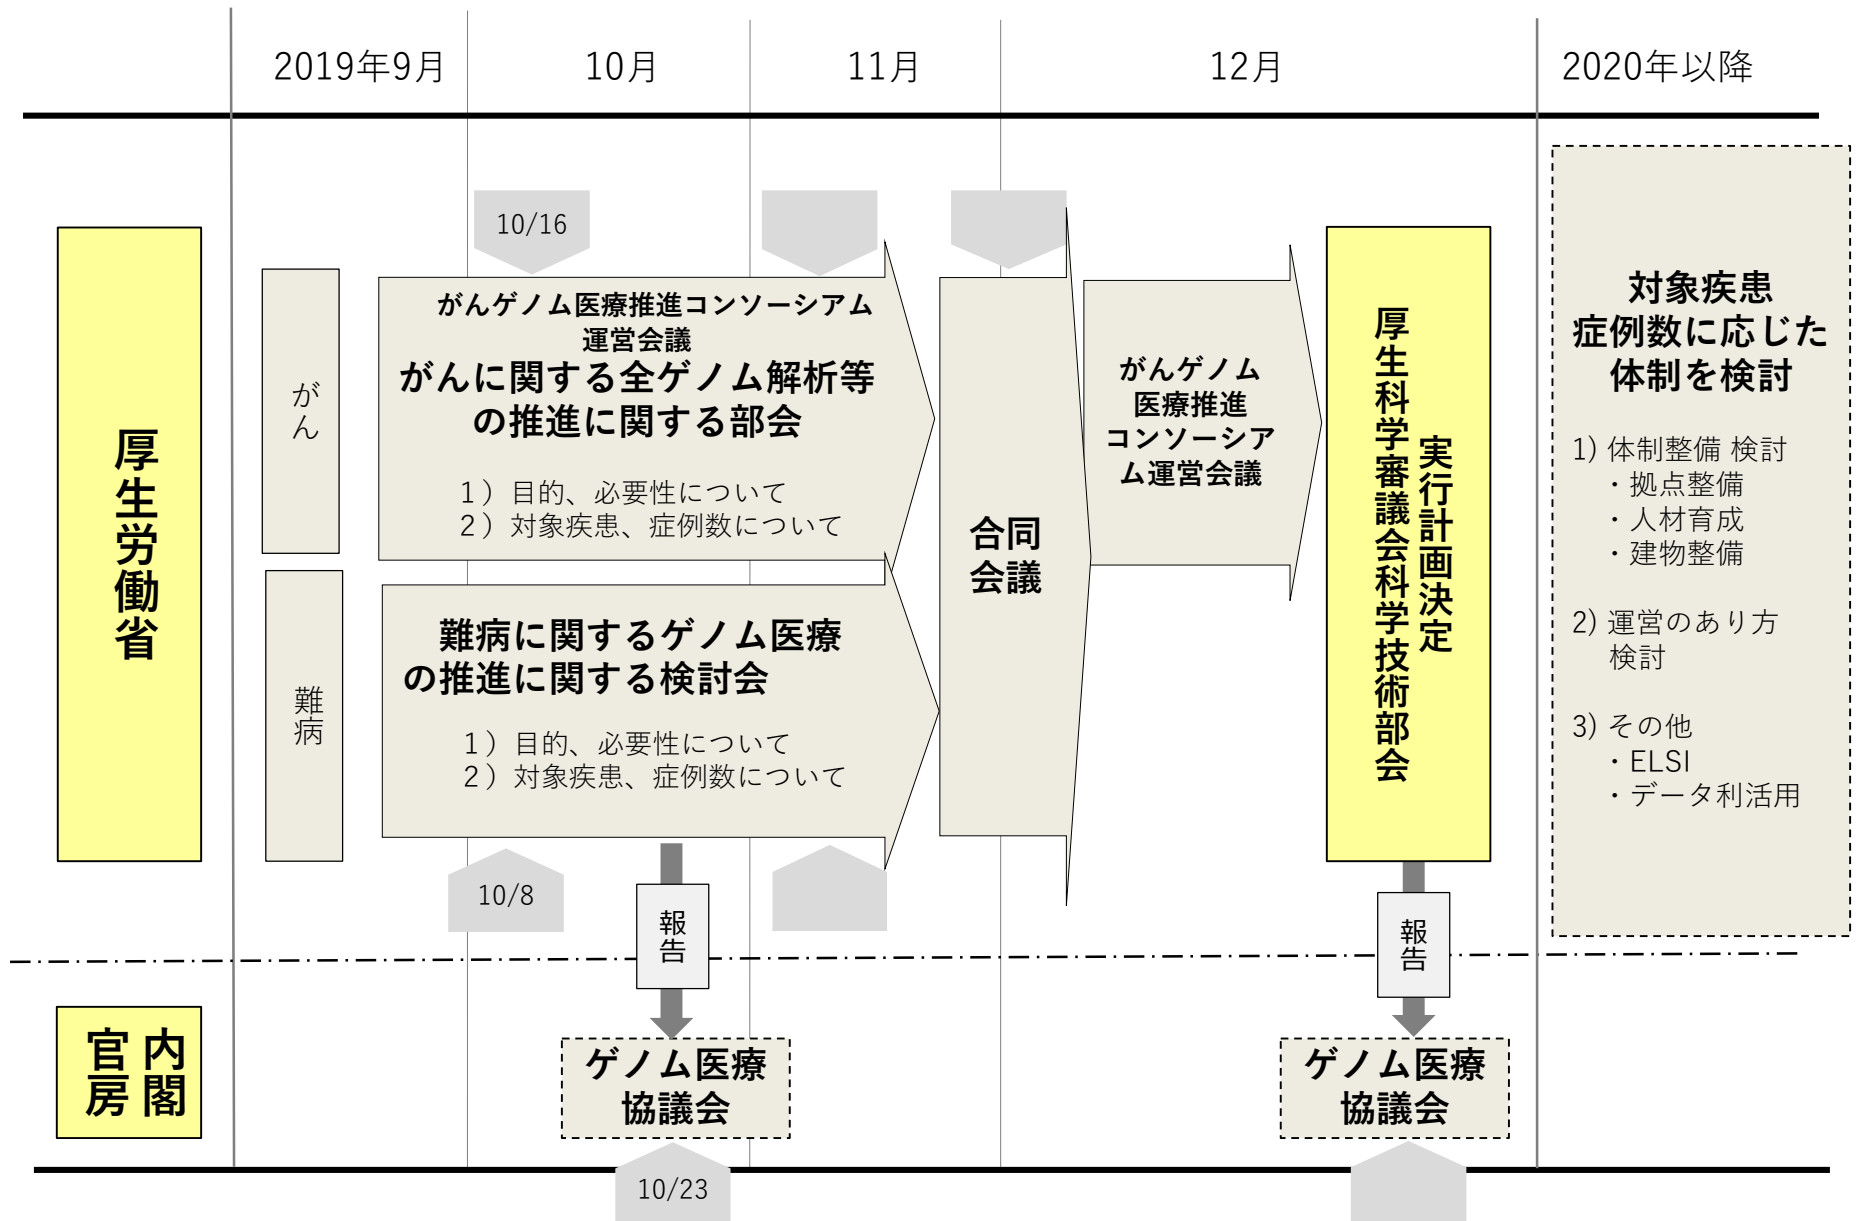 2019年9月
10月
11月
12月
2020年以降
厚生労働省
がん
難病
10/16
がんゲノム医療推進コンソーシアム
運営会議
がんに関する全ゲノム解析等
の推進に関する部会
１）目的、必要性について
２）対象疾患、症例数について
難病に関するゲノム医療
の推進に関する検討会
１）目的、必要性について
２）対象疾患、症例数について
10/8
合同
会議
がんゲノム
医療推進
コンソーシア
ム運営会議
実行計画決定
厚生科学審議会科学技術部会
対象疾患
症例数に応じた
体制を検討
1) 体制整備 検討
・拠点整備
・人材育成
・建物整備
2) 運営のあり方
検討
3) その他
・ELSI
・データ利活用
報告
報告
内閣
官房
ゲノム医療
協議会
10/23
ゲノム医療
協議会